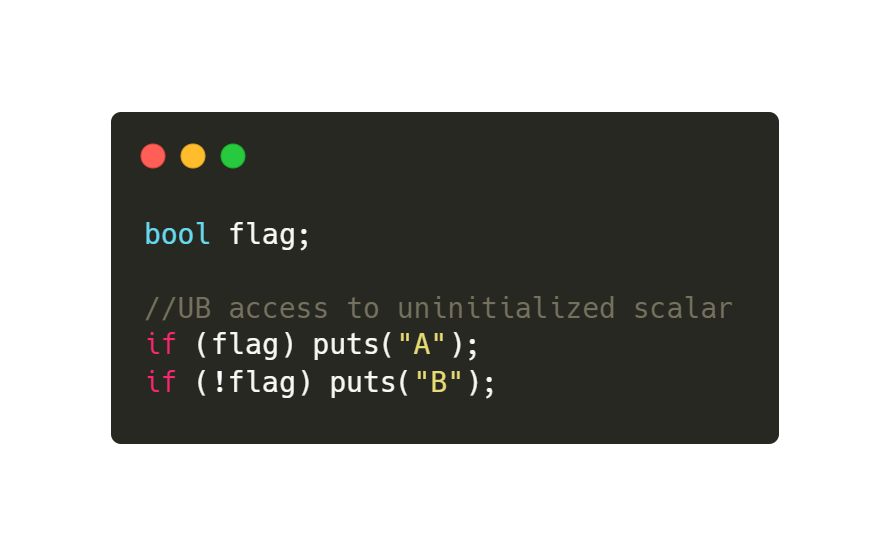 bool flag;
//UB access to uninitialized scalar
if (flag) puts("A");
if (!flag) puts("B");